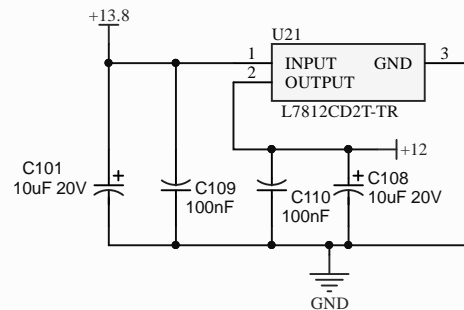 +13.8
U21
1 INPUT GND 3
2 OUTPUT
L7812CD2T-TR
+12
C101
10uF 20V
C109
100nF
C110
100nF
C108
10uF 20V
GND